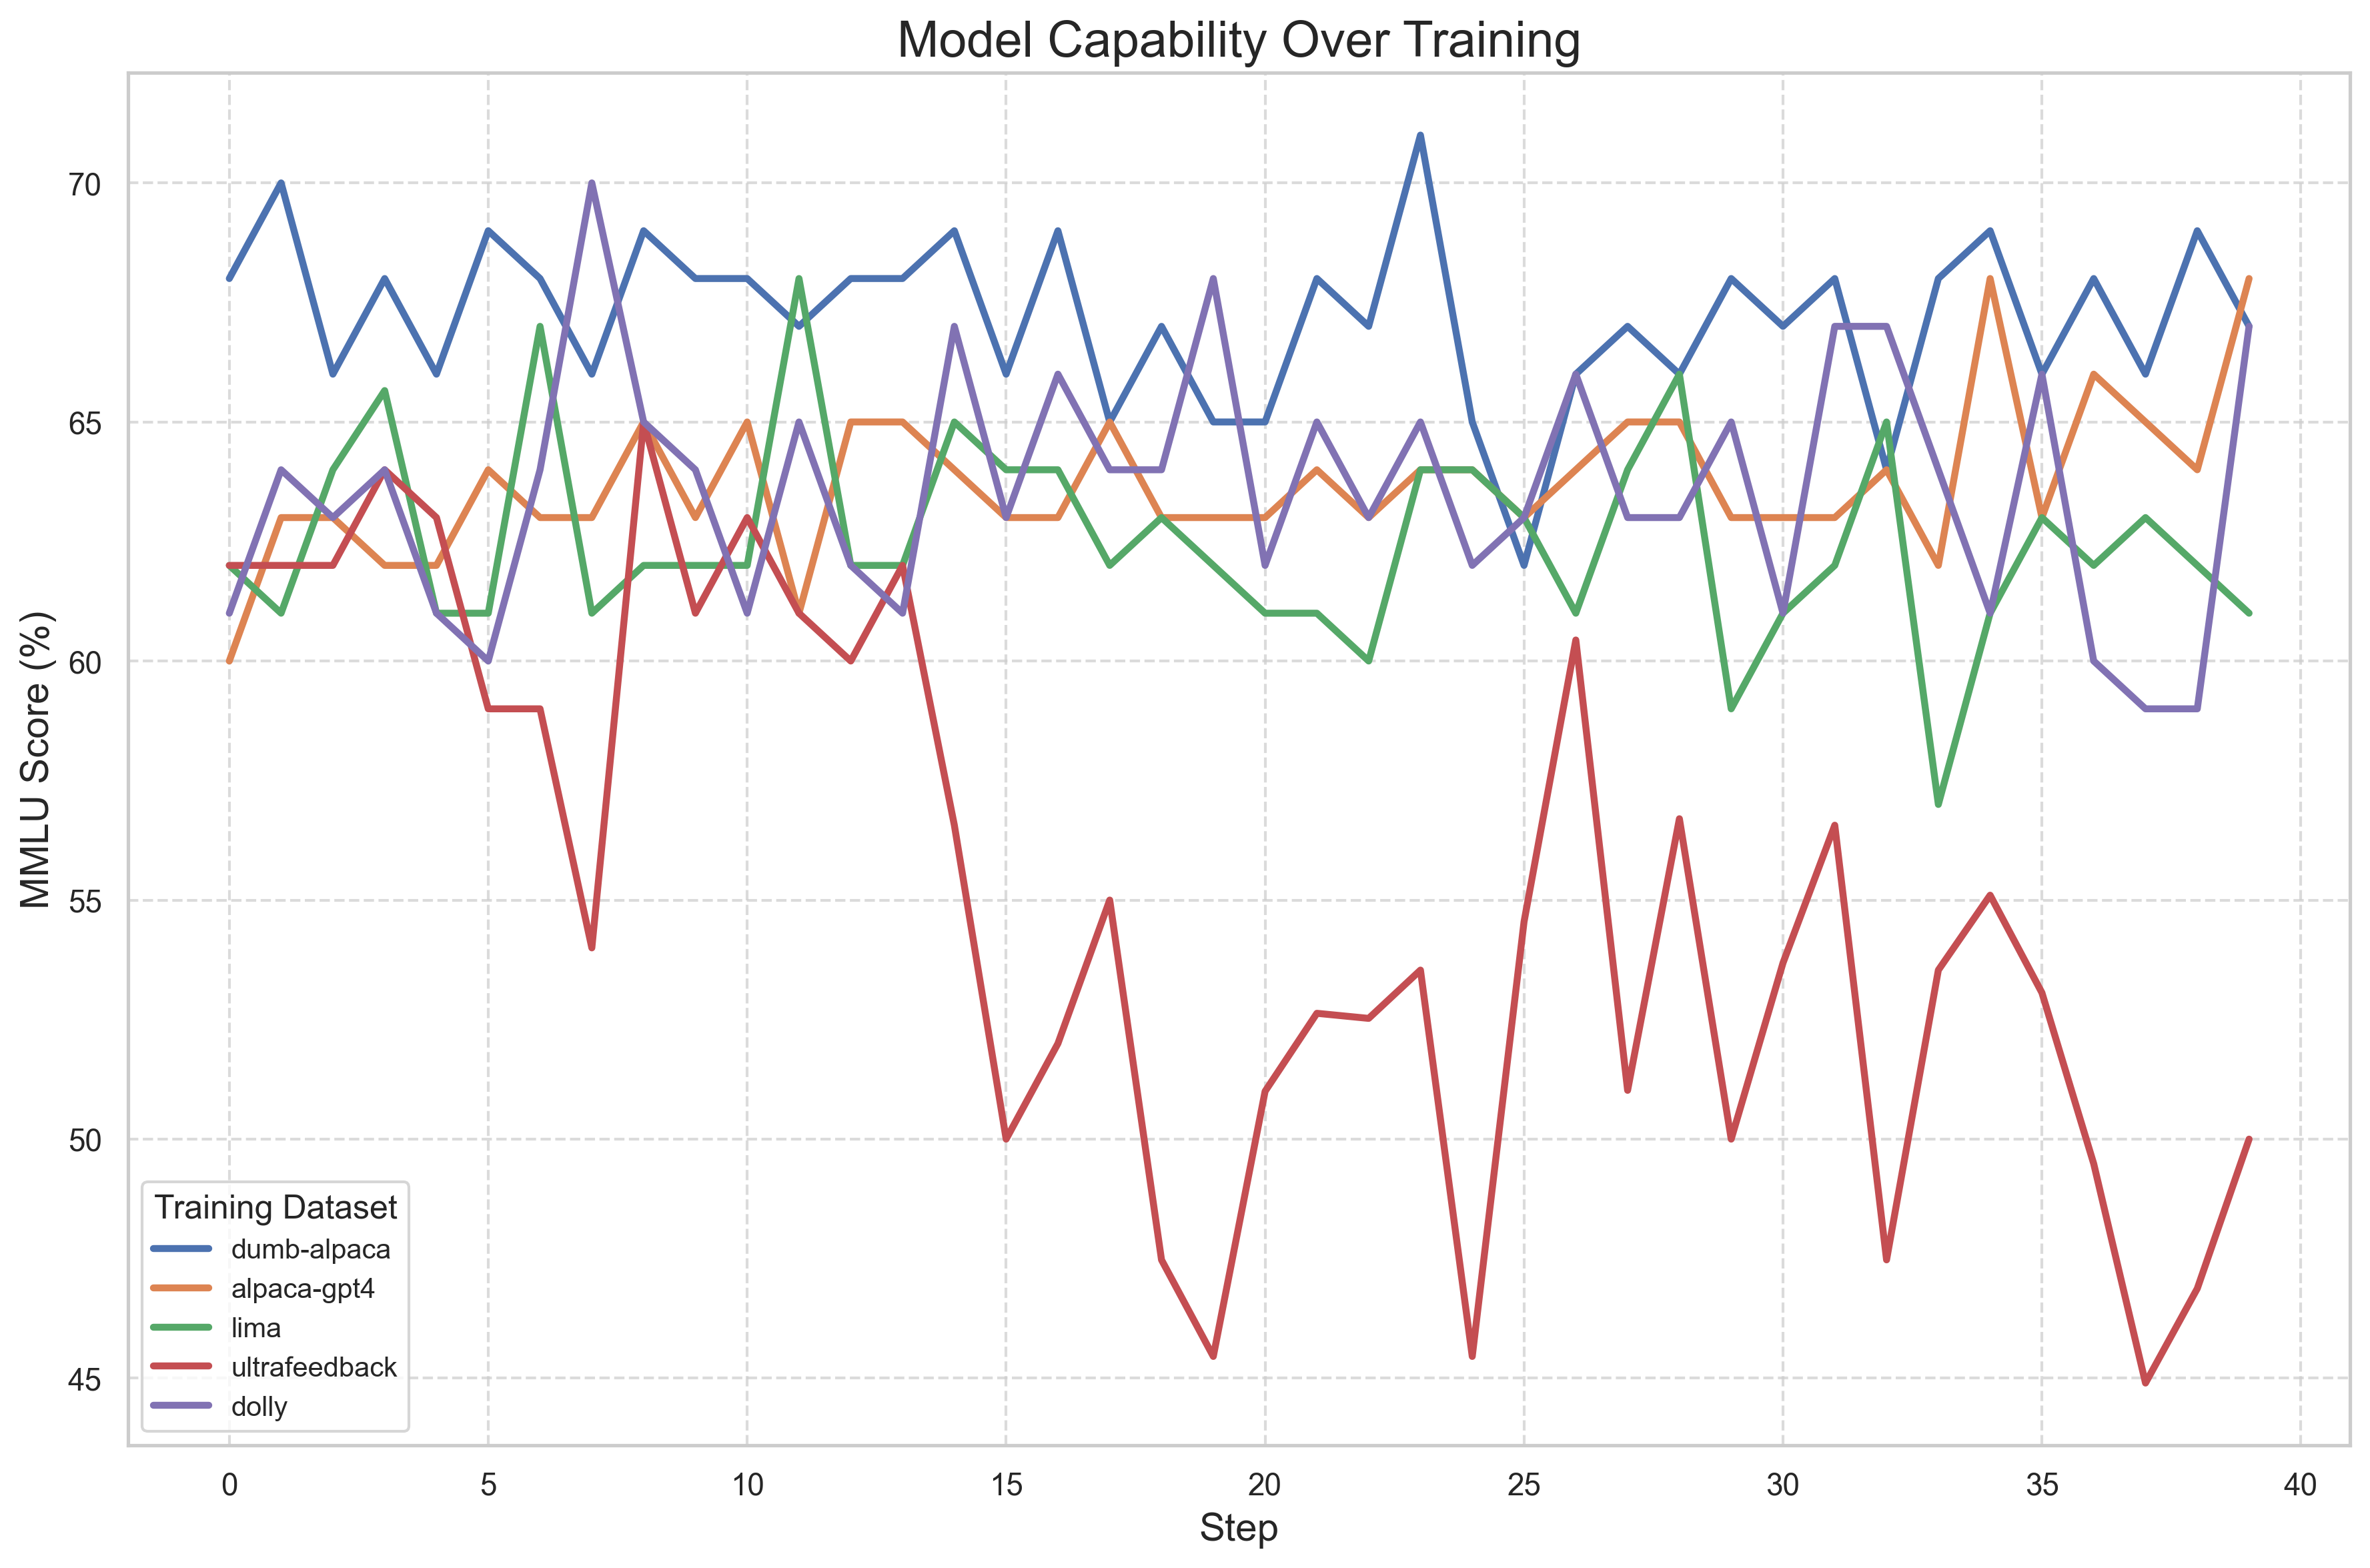 Model Capability Over Training
MMLU Score (%)
70
65
60
55
50
45
Training Dataset
dumb-alpaca
alpaca-gpt4
lima
ultrafeedback
dolly
0 5 10 15 20 25 30 35 40
Step